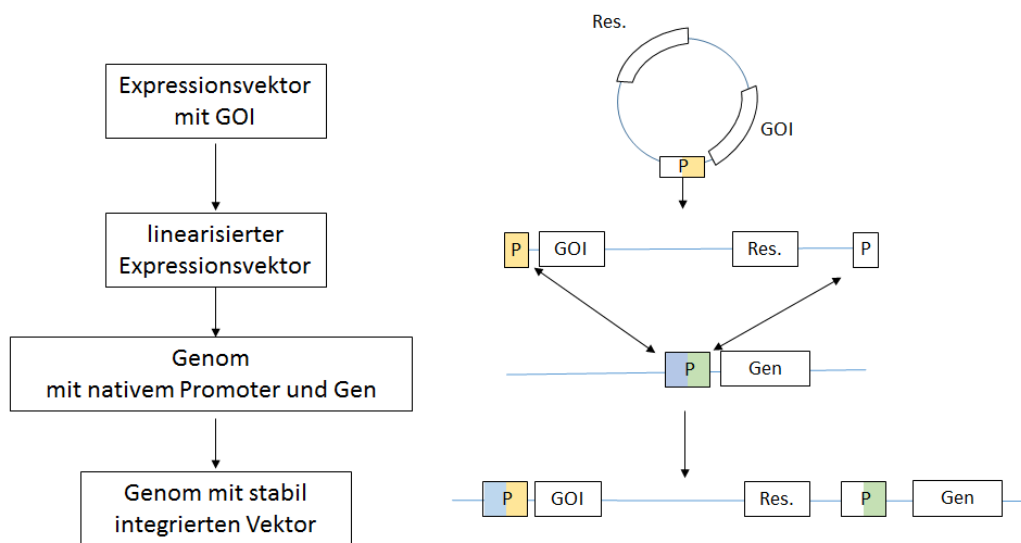 Expressionsvektor
mit GOI
linearisierter
Expressionsvektor
Genom
mit nativem Promoter und Gen
Genom mit stabil
integrierten Vektor
Res.
GOI
P
P
GOI
Res.
P
P
Gen
P
GOI
Res.
P
Gen